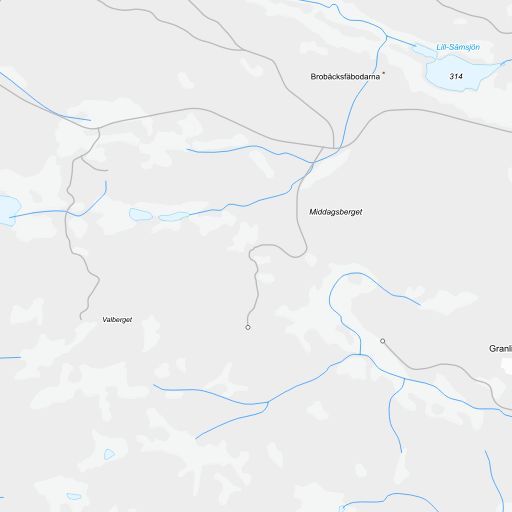 Lill-Sämsjön
314
Brobäcksfäbodarna
Middagsberget
Valberget
Granli